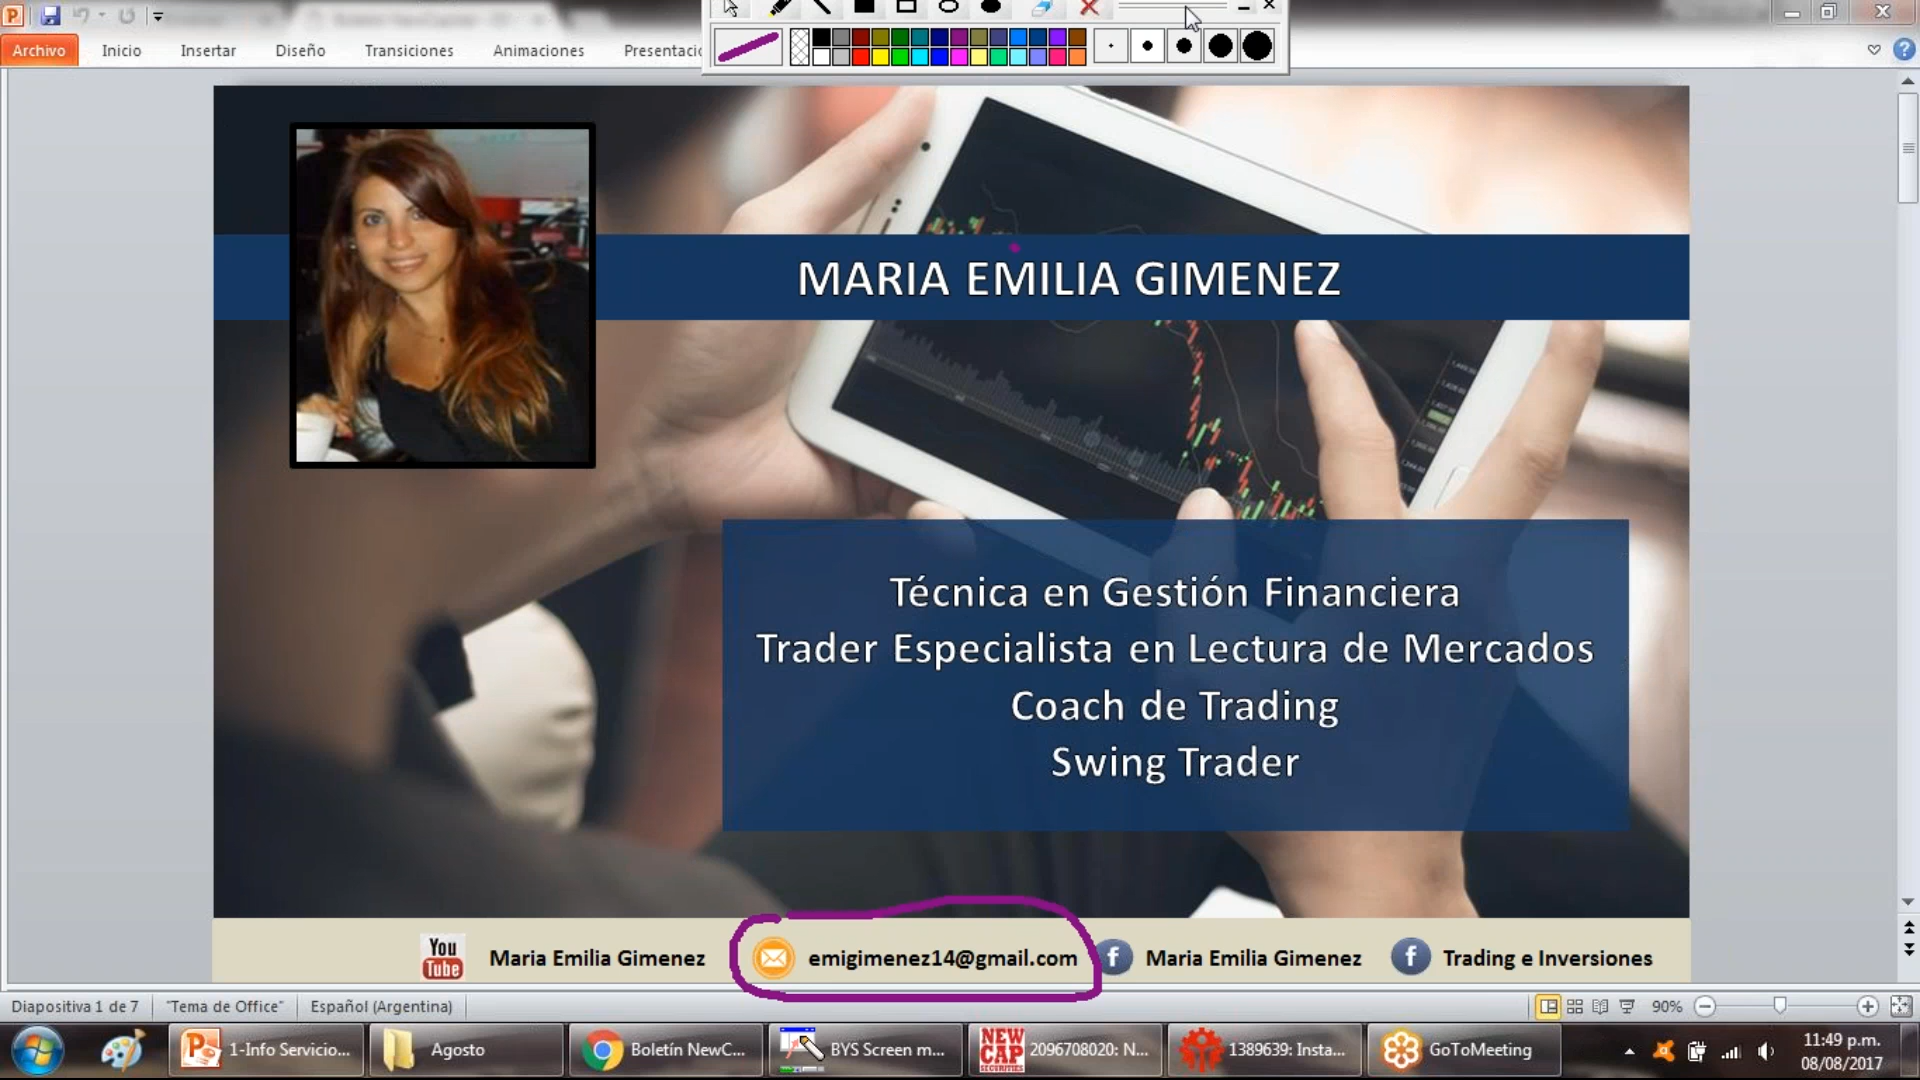 Archivo Inicio Insertar Diseño Transiciones Animaciones
MARIA EMILIA GIMENEZ
Técnica en Gestión Financiera
Trader Especialista en Lectura de Mercados
Coach de Trading
Swing Trader
You Tube Maria Emilia Gimenez emigimenez14@gmail.com f Maria Emilia Gimenez f Trading e Inversiones
Diapositiva 1 de 7 "Tema de Office" Español (Argentina) 90%
1-Info Servicio... Agosto Boletín NewC... BYS Screen m... NEW CAP SECURITIES 2096708020: N... 1389639: Insta... GoToMeeting 11:49 p.m.
08/08/2017